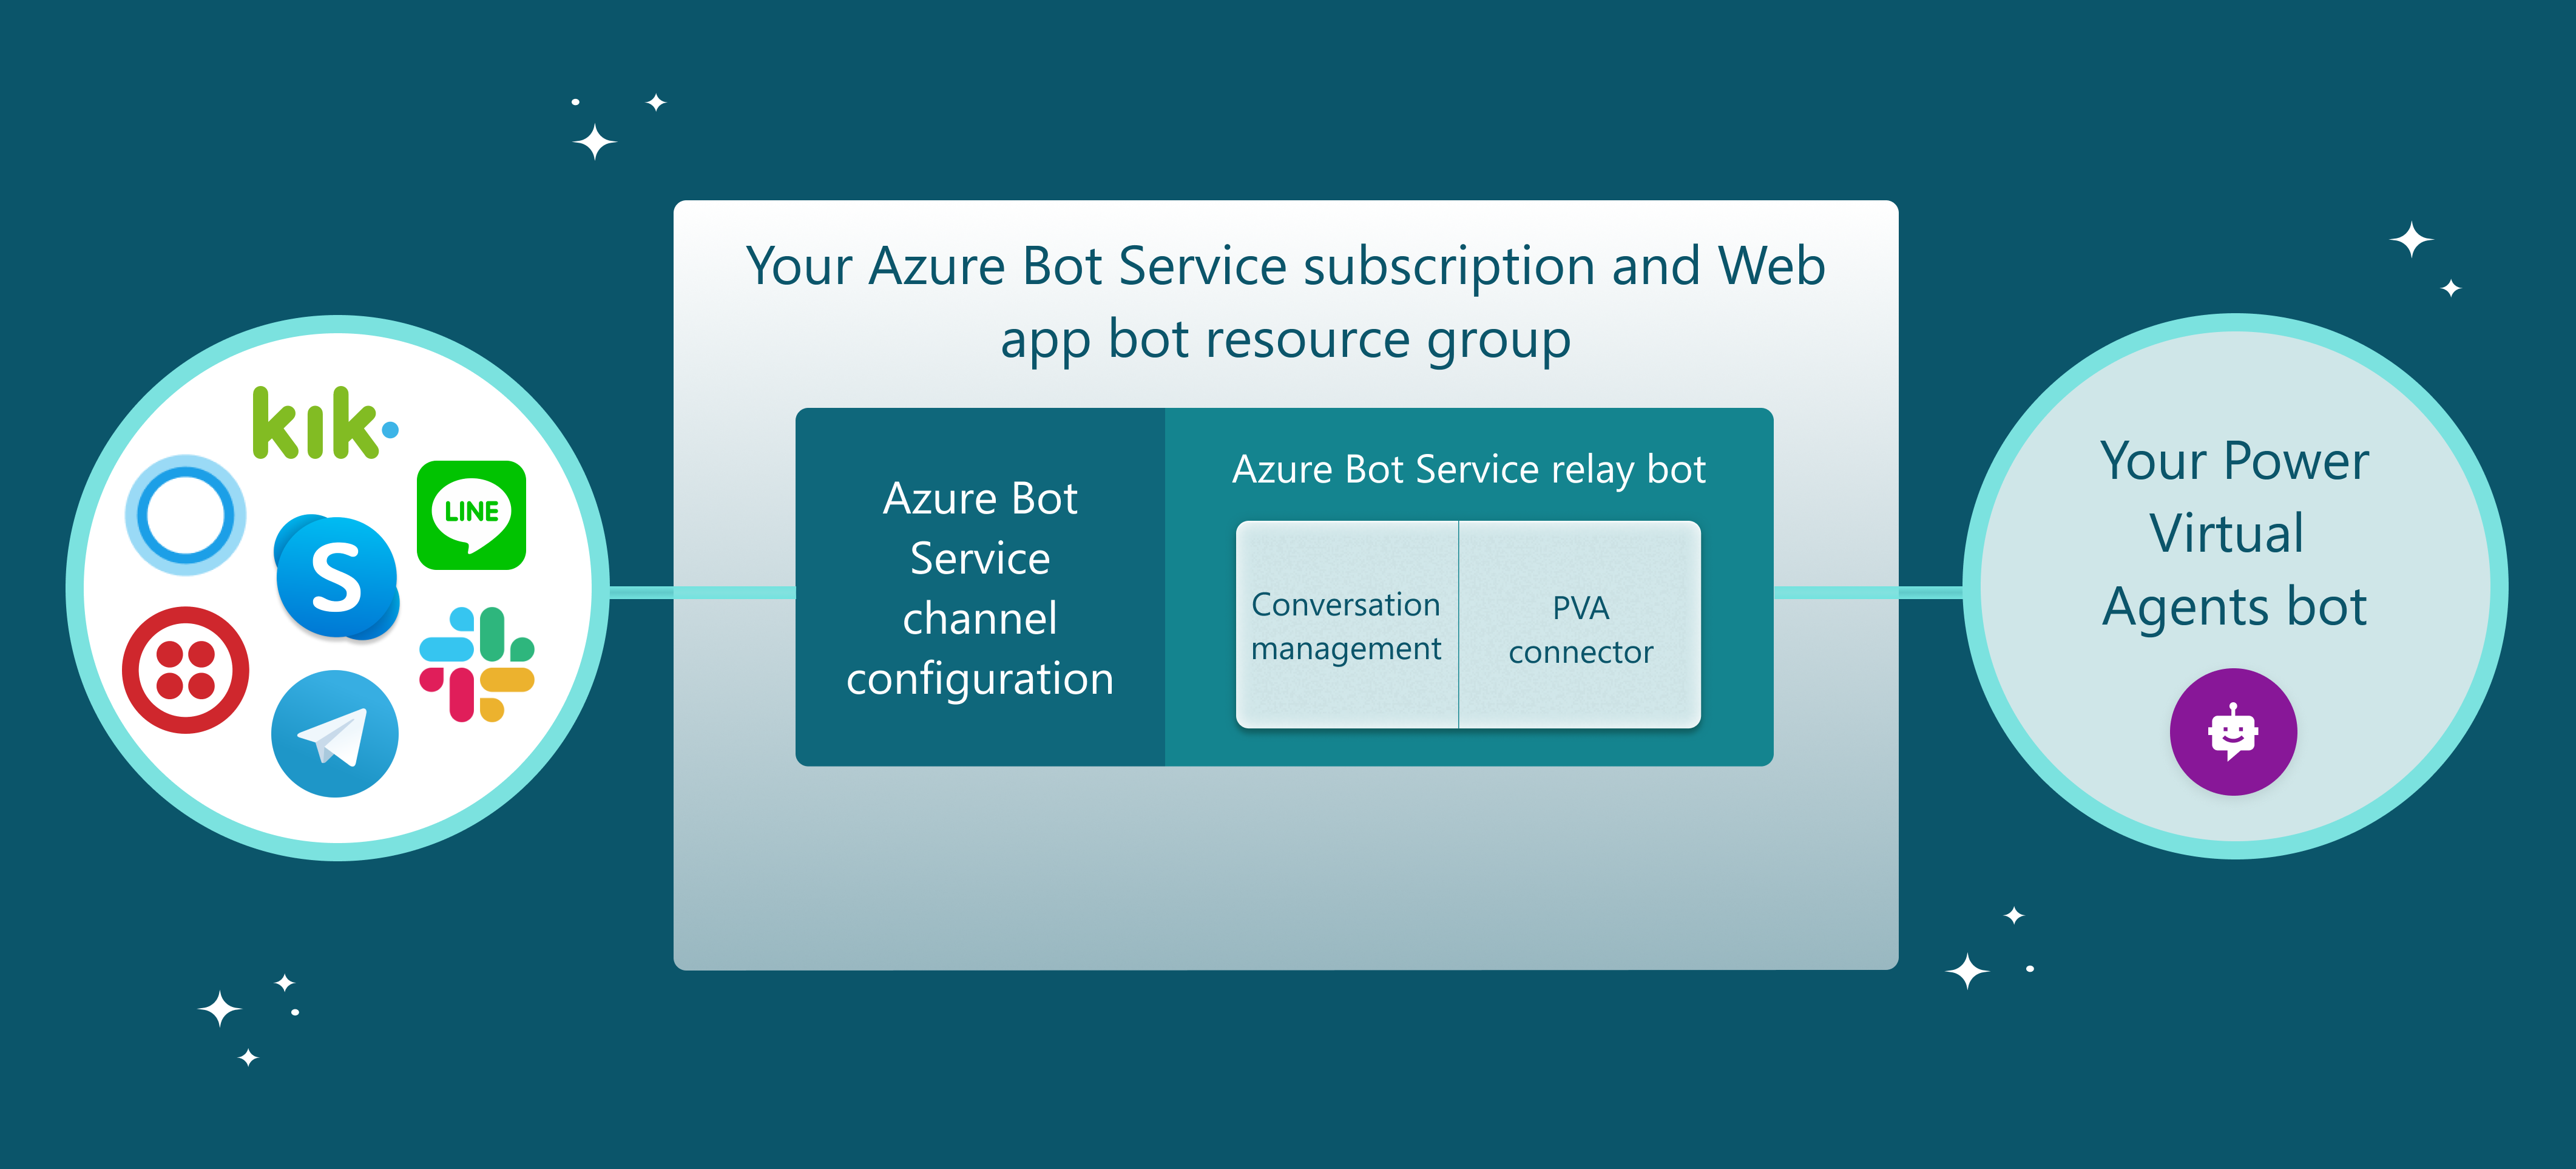 Your Azure Bot Service subscription and Web
app bot resource group
kik
LINE
S
Azure Bot
Service
channel
configuration
Azure Bot Service relay bot
Conversation
management
PVA
connector
Your Power
Virtual
Agents bot